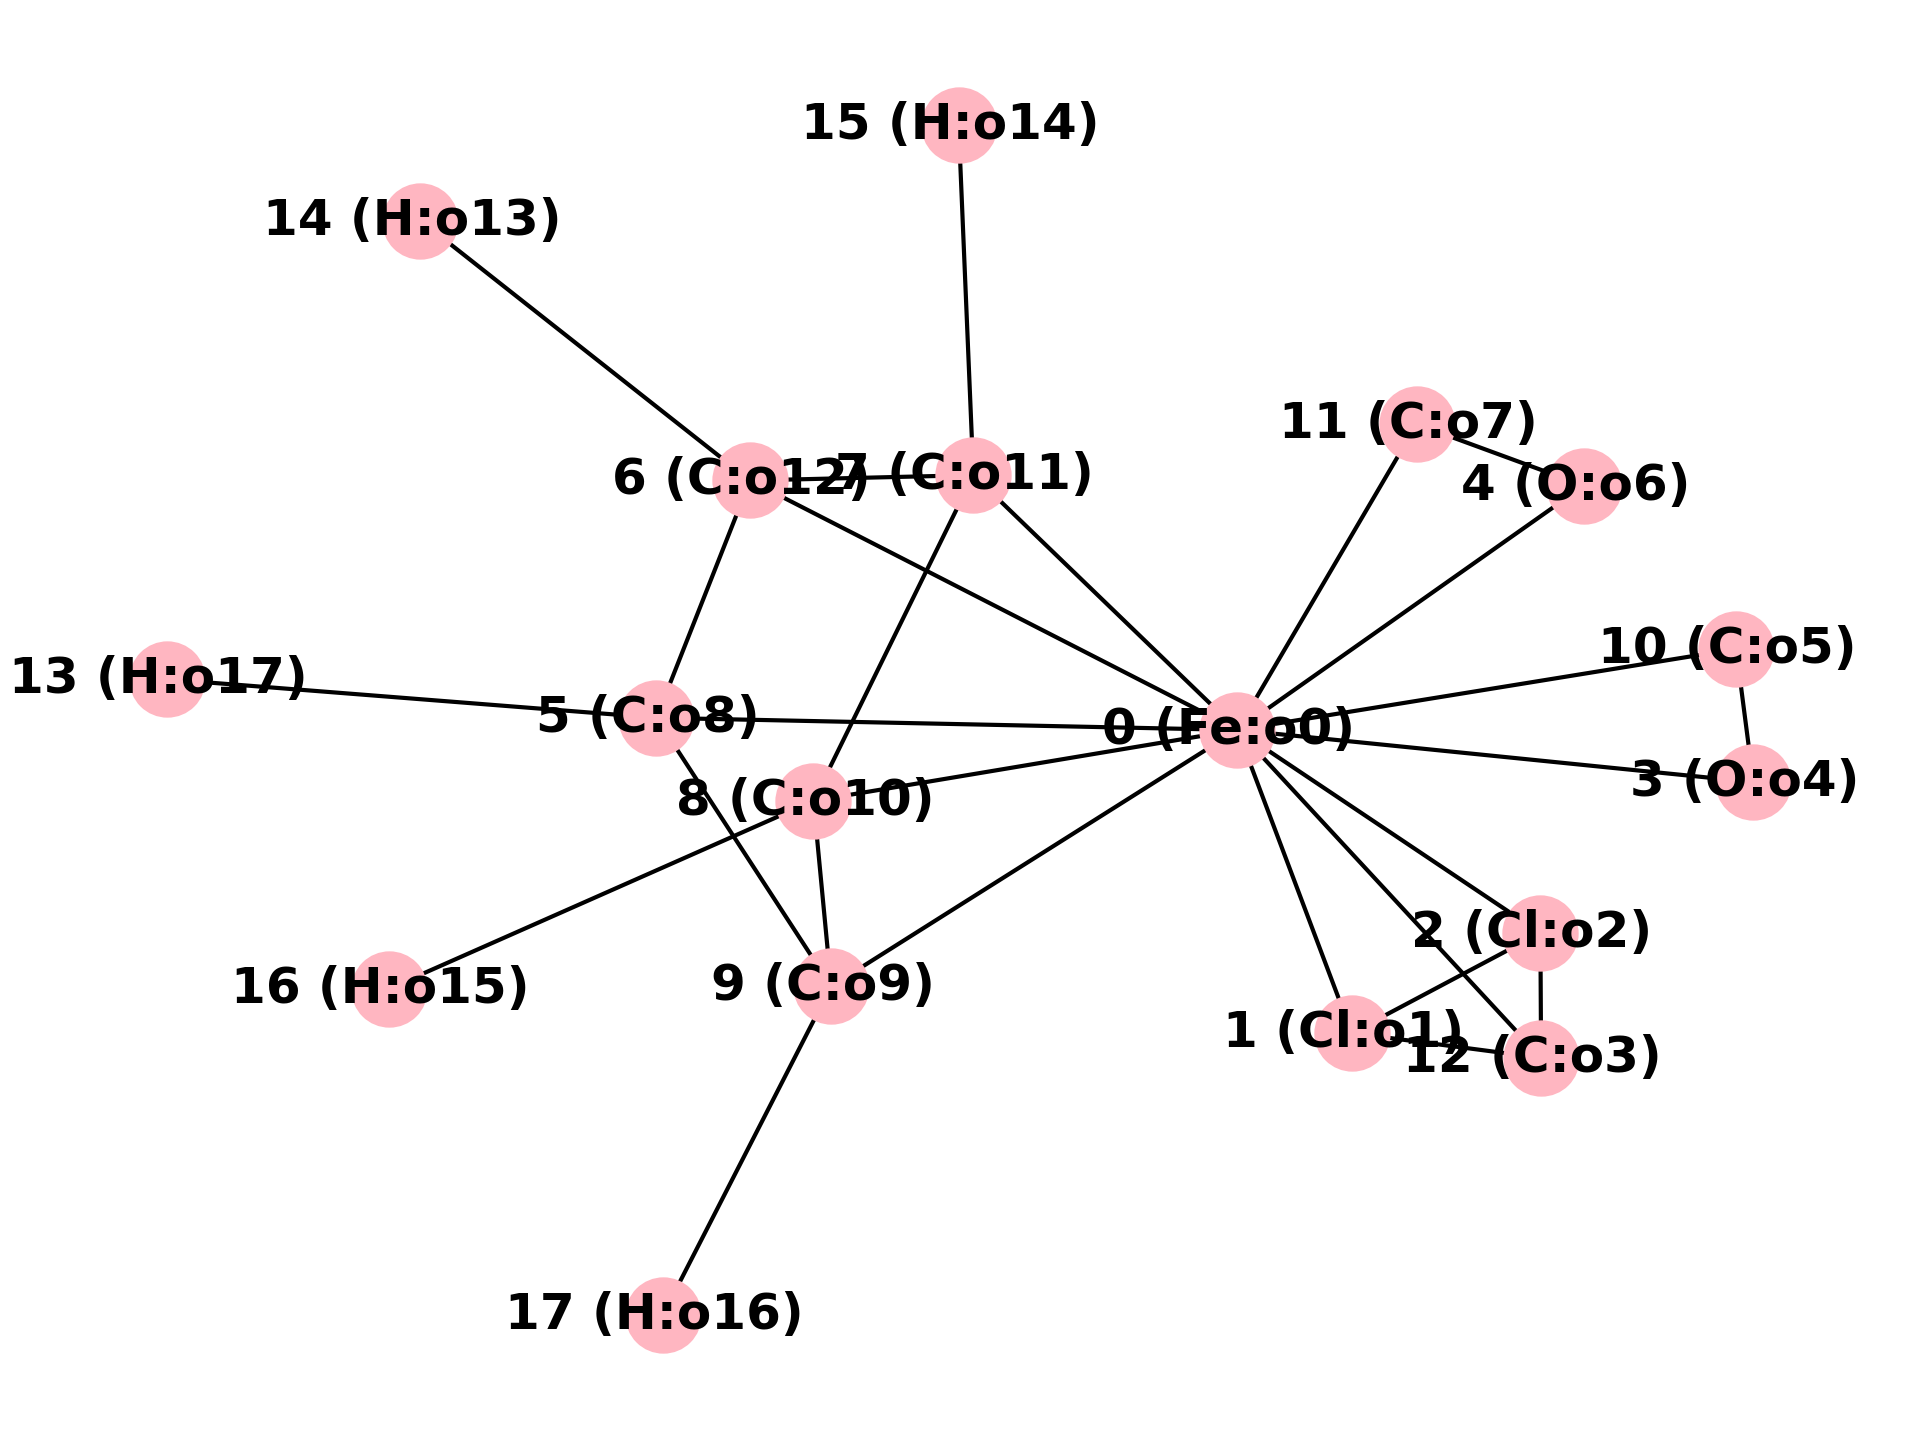 15 (H:o14)
14 (H:o13)
11 (C:o7)
7 (C:o11)
6 (C:o12)
4 (O:o6)
10 (C:o5)
13 (H:o17)
5 (C:o8)
0 (Fe:o0)
3 (O:o4)
8 (C:o10)
2 (Cl:o2)
9 (C:o9)
16 (H:o15)
1 (Cl:o1)
12 (C:o3)
17 (H:o16)